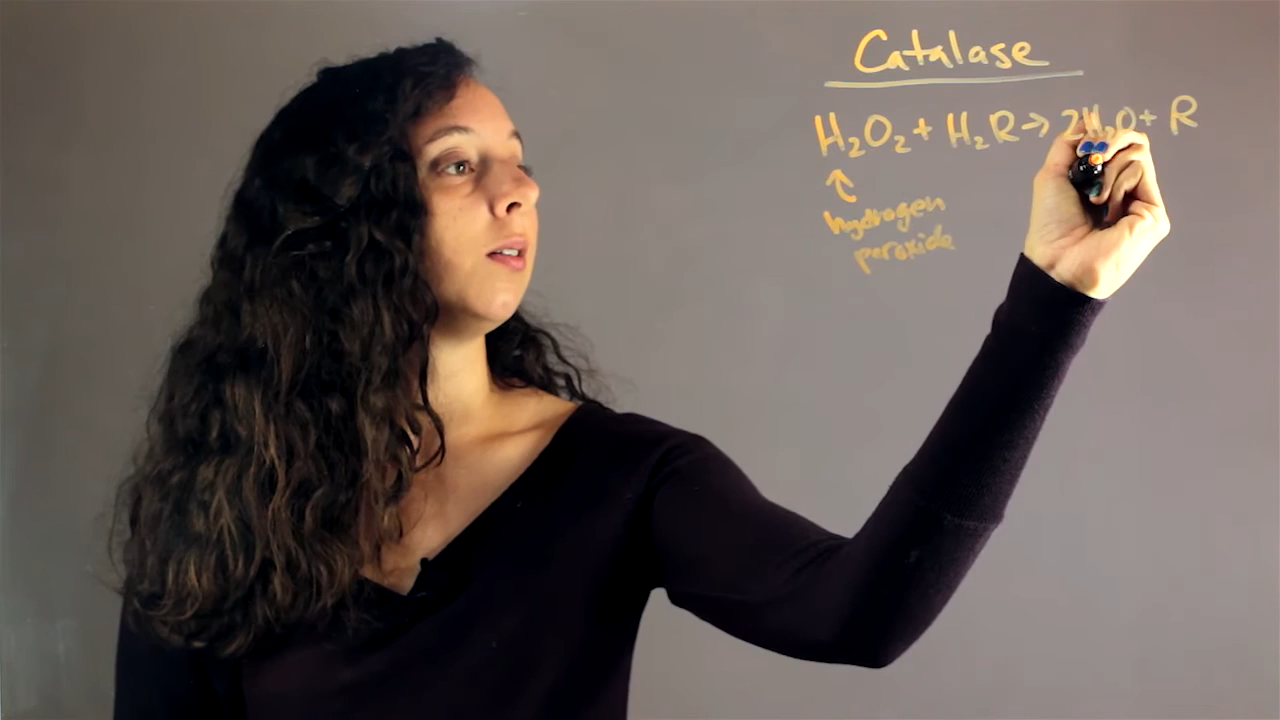 Catalase
H₂O₂ + H₂R → 2H₂O + R
↑
hydrogen
peroxide